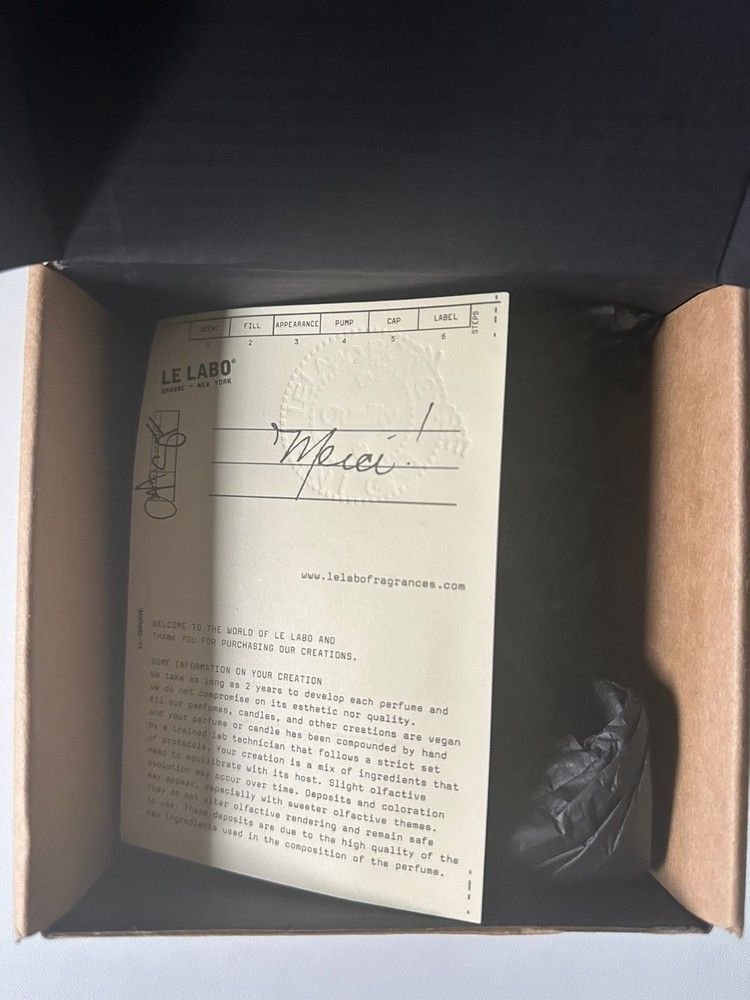 SCENT FILL APPEARANCE PUMP CAP LABEL STEPS
1 2 3 4 5 6
LE LABO
GRASSE - NEW YORK
Merci!
www.lelabofragrances.com
WELCOME TO THE WORLD OF LE LABO AND
THANK YOU FOR PURCHASING OUR CREATIONS.
SOME INFORMATION ON YOUR CREATION
We take as long as 2 years to develop each perfume and
we do not compromise on its esthetic nor quality.
All our perfumes, candles, and other creations are vegan
and your perfume or candle has been compounded by hand
by a trained lab technician that follows a strict set
of protocols. Your creation is a mix of ingredients that
need to equilibrate with its host. Slight olfactive
evolution may occur over time. Deposits and coloration
may appear, especially with sweeter olfactive themes.
They do not alter olfactive rendering and remain safe
to use. These deposits are due to the high quality of the
raw ingredients used in the composition of the perfume.